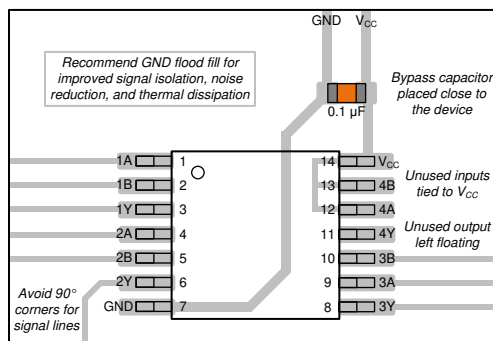 GND VCC
Recommend GND flood fill for
improved signal isolation, noise
reduction, and thermal dissipation
Bypass capacitor
placed close to
the device
0.1 µF
1A 1 14 VCC
1B 2 13 4B
Unused inputs
tied to VCC
1Y 3 12 4A
2A 4 11 4Y
Unused output
left floating
2B 5 10 3B
2Y 6 9 3A
Avoid 90°
corners for
signal lines
GND 7 8 3Y